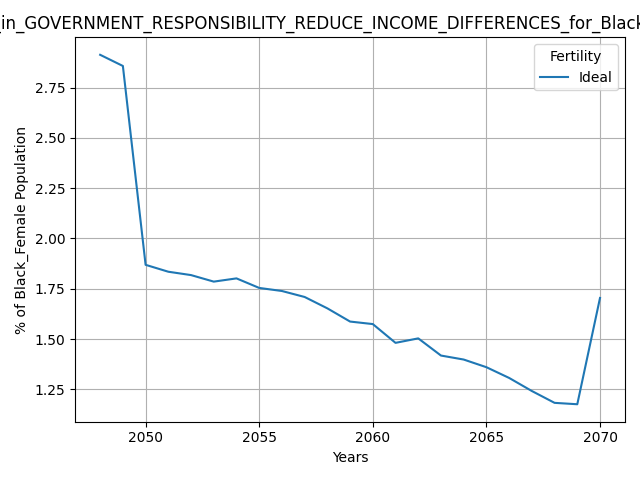 _in_GOVERNMENT_RESPONSIBILITY_REDUCE_INCOME_DIFFERENCES_for_Black
Fertility
Ideal
% of Black_Female Population
2.75
2.50
2.25
2.00
1.75
1.50
1.25
2050 2055 2060 2065 2070
Years